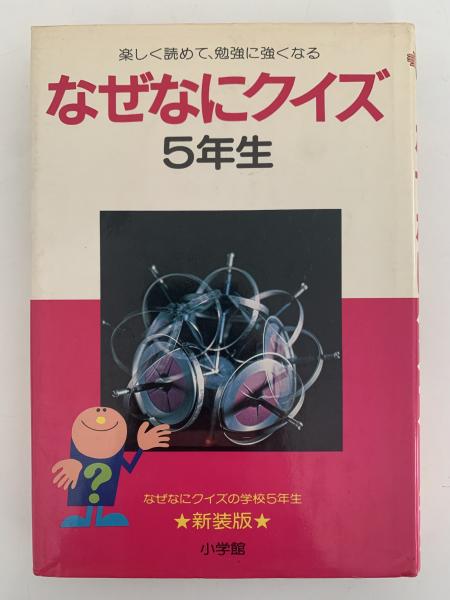 楽しく読めて、勉強に強くなる
なぜなにクイズ
5年生
?
なぜなにクイズの学校5年生
★新装版★
小学館